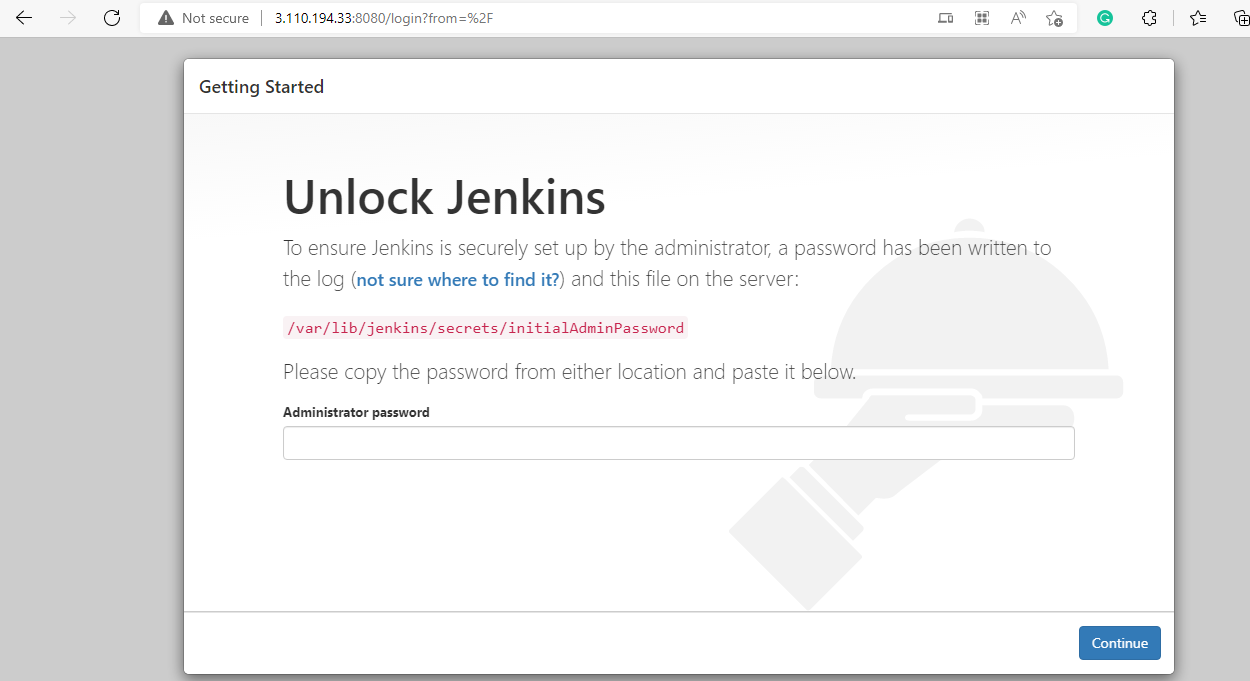 Not secure | 3.110.194.33:8080/login?from=%2F
Getting Started
Unlock Jenkins
To ensure Jenkins is securely set up by the administrator, a password has been written to
the log (not sure where to find it?) and this file on the server:
/var/lib/jenkins/secrets/initialAdminPassword
Please copy the password from either location and paste it below.
Administrator password
Continue